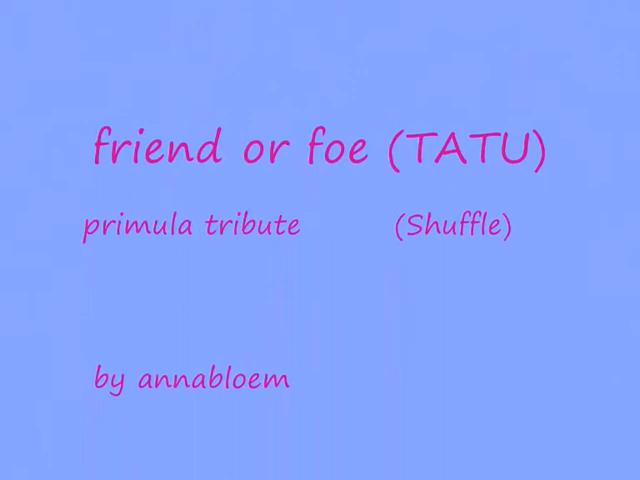 friend or foe (TATU)
primula tribute (Shuffle)
by annabloem